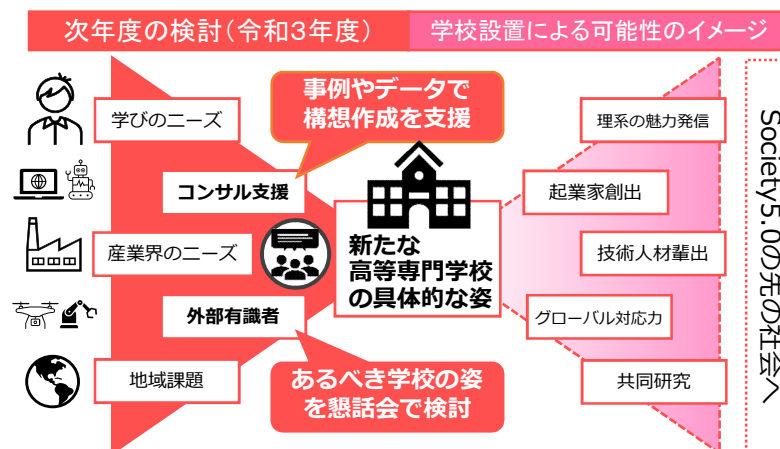 次年度の検討（令和３年度）
学校設置による可能性のイメージ
事例やデータで
構想作成を支援
学びのニーズ
コンサル支援
産業界のニーズ
外部有識者
地域課題
あるべき学校の姿
を懇話会で検討
新たな
高等専門学校
の具体的な姿
理系の魅力発信
起業家創出
技術人材輩出
グローバル対応力
共同研究
Society5.0の先の社会へ